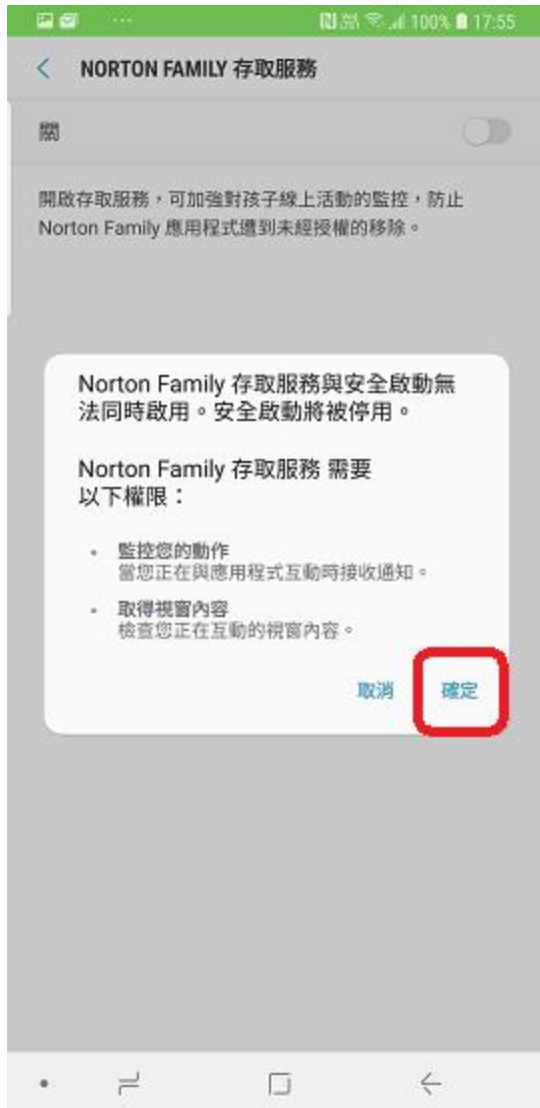 100% 17:55
NORTON FAMILY 存取服務
關
開啟存取服務，可加強對孩子線上活動的監控，防止
Norton Family 應用程式遭到未經授權的移除。
Norton Family 存取服務與安全啟動無
法同時啟用。安全啟動將被停用。
Norton Family 存取服務 需要
以下權限：
• 監控您的動作
當您正在與應用程式互動時接收通知。
• 取得視窗內容
檢查您正在互動的視窗內容。
取消 確定